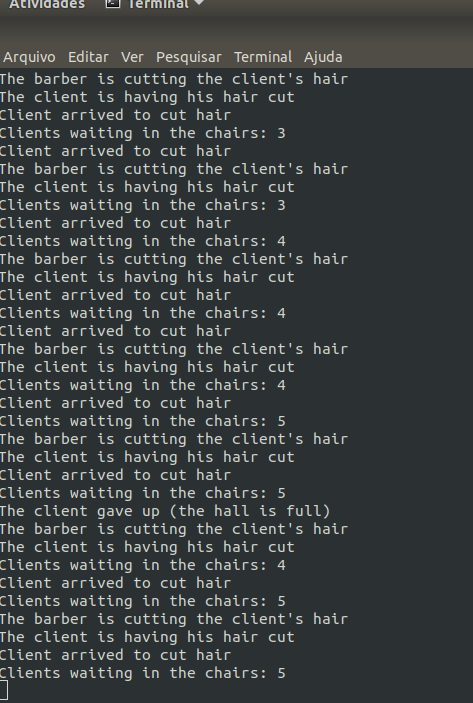 Atividades Terminal
Arquivo Editar Ver Pesquisar Terminal Ajuda
The barber is cutting the client's hair
The client is having his hair cut
Client arrived to cut hair
Clients waiting in the chairs: 3
Client arrived to cut hair
The barber is cutting the client's hair
The client is having his hair cut
Clients waiting in the chairs: 3
Client arrived to cut hair
Clients waiting in the chairs: 4
The barber is cutting the client's hair
The client is having his hair cut
Client arrived to cut hair
Clients waiting in the chairs: 4
Client arrived to cut hair
The barber is cutting the client's hair
The client is having his hair cut
Clients waiting in the chairs: 4
Client arrived to cut hair
Clients waiting in the chairs: 5
The barber is cutting the client's hair
The client is having his hair cut
Client arrived to cut hair
Clients waiting in the chairs: 5
The client gave up (the hall is full)
The barber is cutting the client's hair
The client is having his hair cut
Clients waiting in the chairs: 4
Client arrived to cut hair
Clients waiting in the chairs: 5
The barber is cutting the client's hair
The client is having his hair cut
Client arrived to cut hair
Clients waiting in the chairs: 5